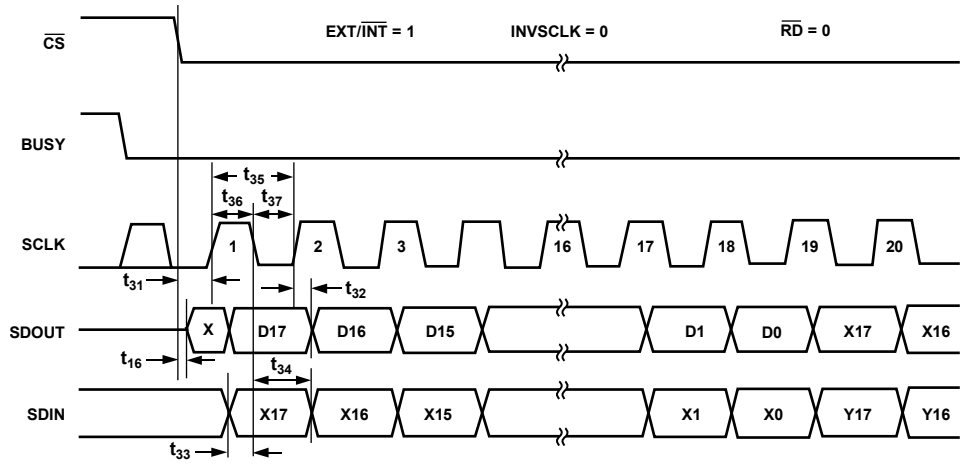 CS EXT/INT = 1 INVSCLK = 0 RD = 0
BUSY
t35
t36 t37
SCLK 1 2 3 16 17 18 19 20
t31 t32
SDOUT X D17 D16 D15 D1 D0 X17 X16
t16 t34
SDIN X17 X16 X15 X1 X0 Y17 Y16
t33